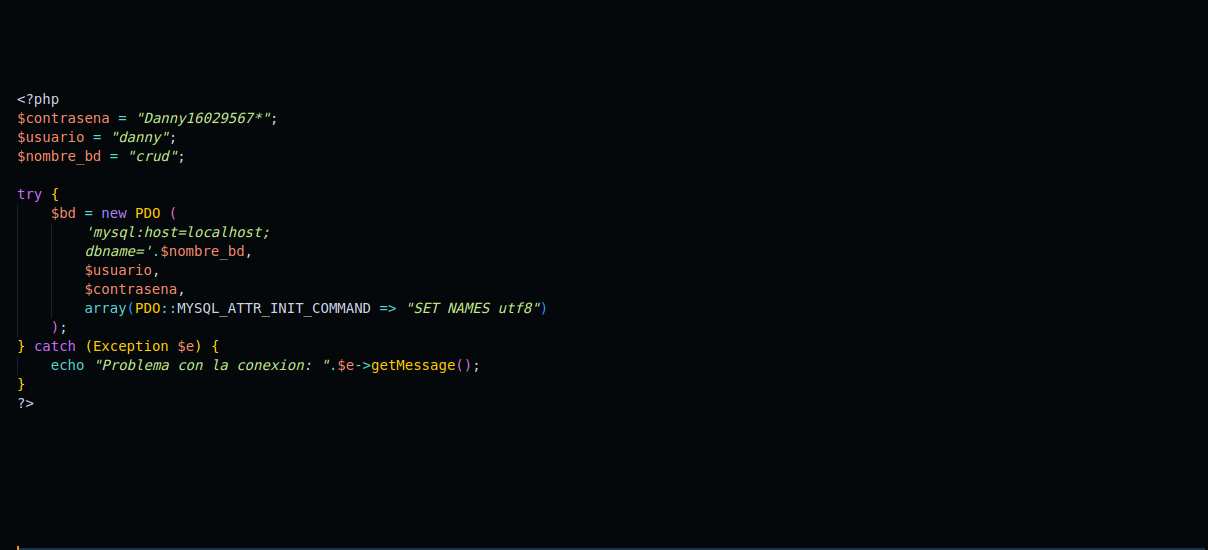 <?php
$contrasena = "Danny16029567*";
$usuario = "danny";
$nombre_bd = "crud";
try {
    $bd = new PDO (
        'mysql:host=localhost;
        dbname='.$nombre_bd,
        $usuario,
        $contrasena,
        array(PDO::MYSQL_ATTR_INIT_COMMAND => "SET NAMES utf8")
    );
} catch (Exception $e) {
    echo "Problema con la conexion: ".$e->getMessage();
}
?>